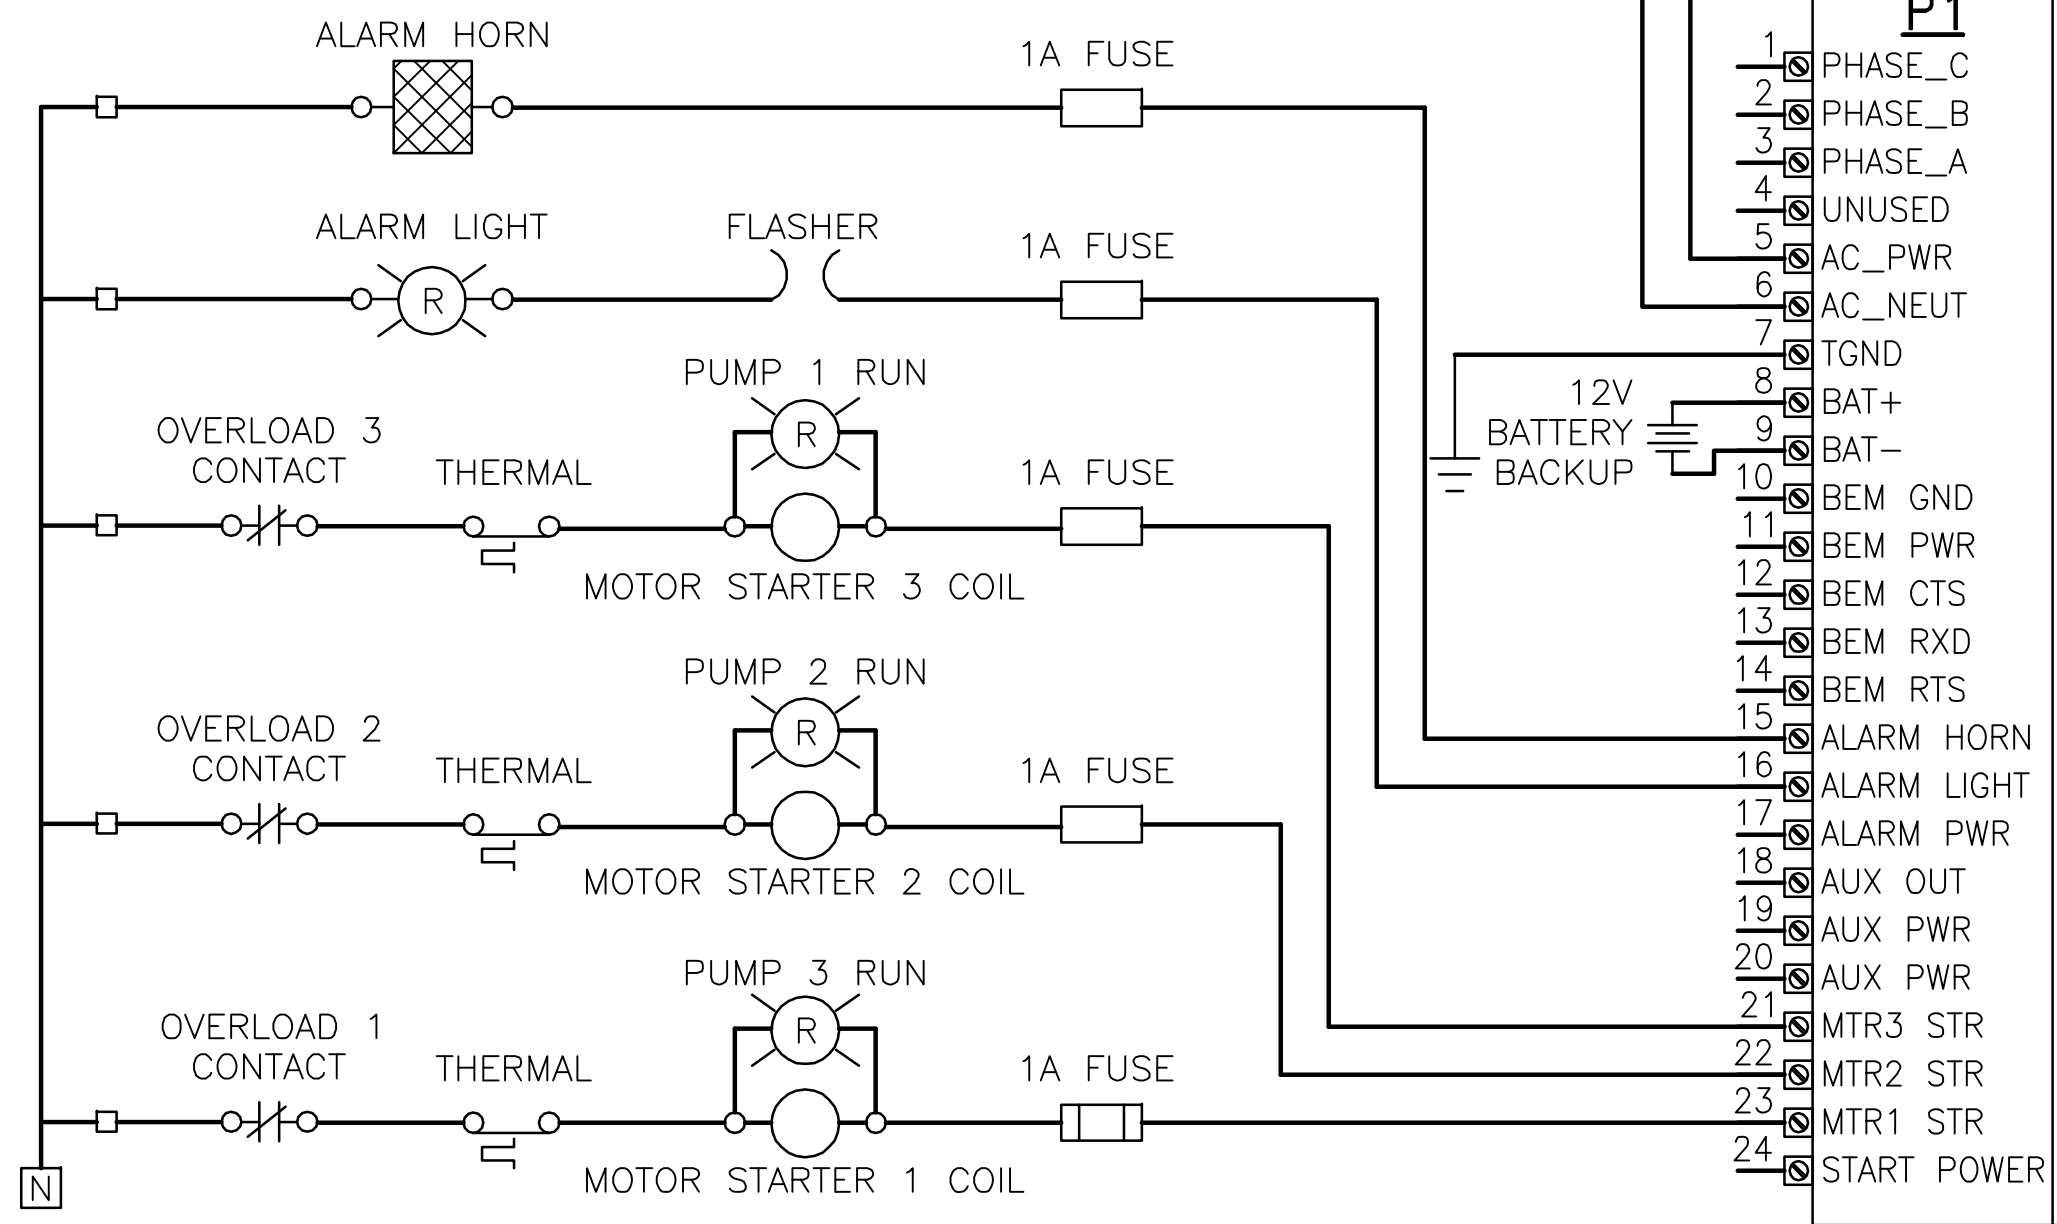 ALARM HORN
1A FUSE
ALARM LIGHT
R
FLASHER
1A FUSE
PUMP 1 RUN
R
OVERLOAD 3
CONTACT
THERMAL
1A FUSE
MOTOR STARTER 3 COIL
PUMP 2 RUN
R
OVERLOAD 2
CONTACT
THERMAL
1A FUSE
MOTOR STARTER 2 COIL
PUMP 3 RUN
R
OVERLOAD 1
CONTACT
THERMAL
1A FUSE
MOTOR STARTER 1 COIL
N
12V
BATTERY
BACKUP
P1
1 PHASE_C
2 PHASE_B
3 PHASE_A
4 UNUSED
5 AC_PWR
6 AC_NEUT
7 TGND
8 BAT+
9 BAT-
10 BEM GND
11 BEM PWR
12 BEM CTS
13 BEM RXD
14 BEM RTS
15 ALARM HORN
16 ALARM LIGHT
17 ALARM PWR
18 AUX OUT
19 AUX PWR
20 AUX PWR
21 MTR3 STR
22 MTR2 STR
23 MTR1 STR
24 START POWER